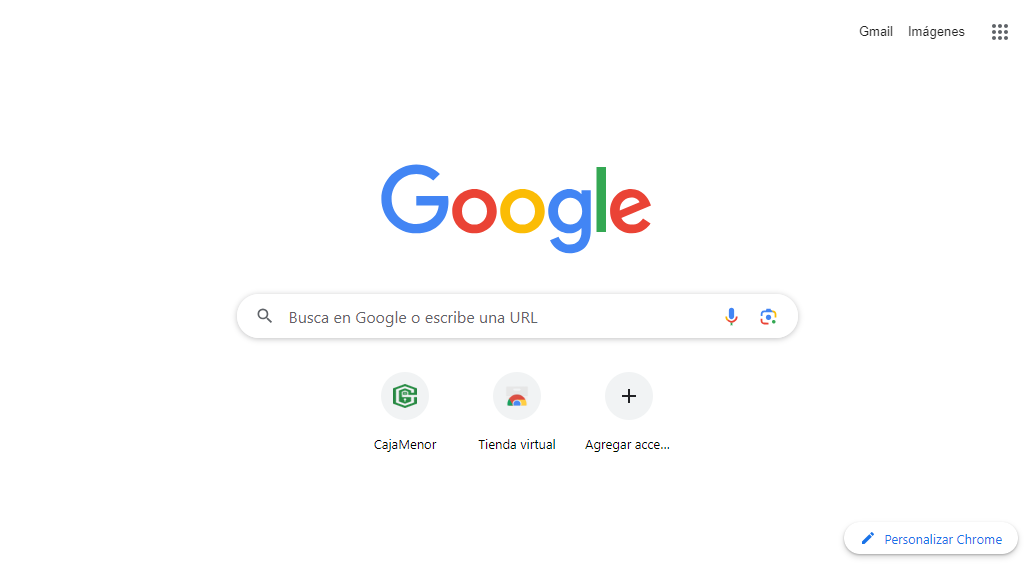 Gmail Imágenes
Google
Busca en Google o escribe una URL
CajaMenor Tienda virtual Agregar acce...
Personalizar Chrome